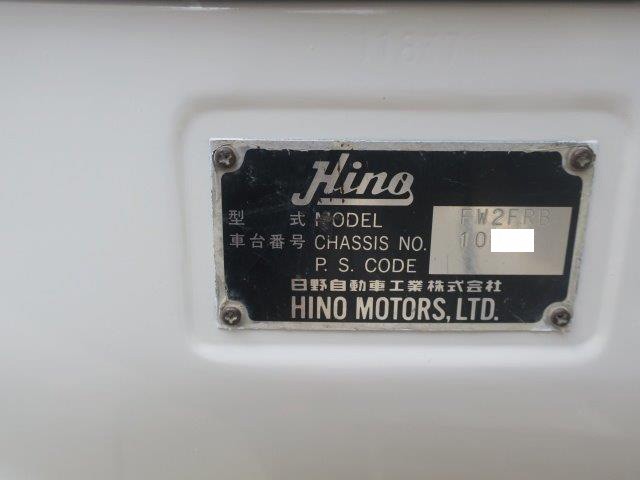 Hino
型 式 MODEL FW2FRB
車台番号 CHASSIS NO. 10
P. S. CODE
日野自動車工業株式会社
HINO MOTORS, LTD.